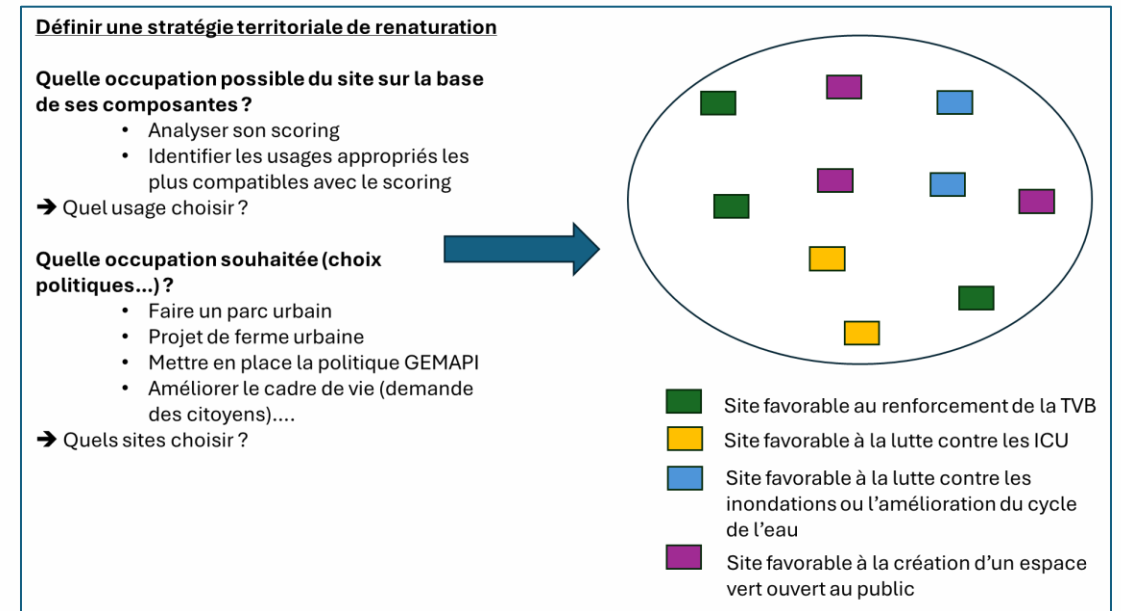 Définir une stratégie territoriale de renaturation
Quelle occupation possible du site sur la base
de ses composantes ?
• Analyser son scoring
• Identifier les usages appropriés les
plus compatibles avec le scoring
➔ Quel usage choisir ?
Quelle occupation souhaitée (choix
politiques...) ?
• Faire un parc urbain
• Projet de ferme urbaine
• Mettre en place la politique GEMAPI
• Améliorer le cadre de vie (demande
des citoyens)....
➔ Quels sites choisir ?
Site favorable au renforcement de la TVB
Site favorable à la lutte contre les ICU
Site favorable à la lutte contre les
inondations ou l’amélioration du cycle
de l’eau
Site favorable à la création d’un espace
vert ouvert au public